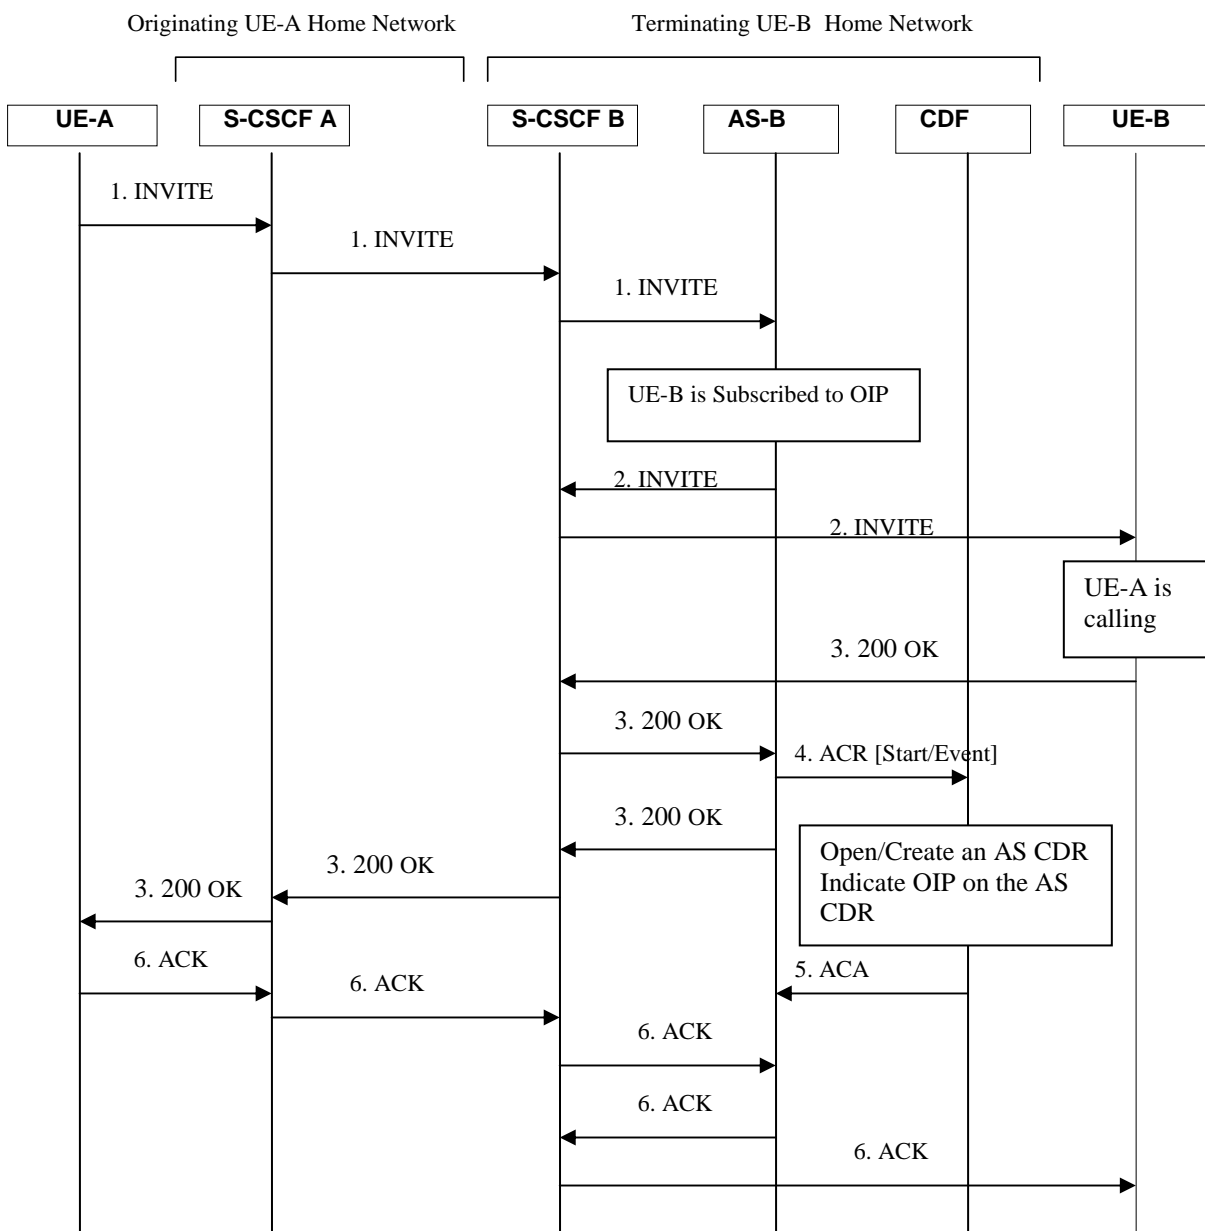 Originating UE-A Home Network
Terminating UE-B Home Network
UE-A
S-CSCF A
S-CSCF B
AS-B
CDF
UE-B
1. INVITE
1. INVITE
1. INVITE
UE-B is Subscribed to OIP
2. INVITE
2. INVITE
UE-A is
calling
3. 200 OK
3. 200 OK
4. ACR [Start/Event]
3. 200 OK
Open/Create an AS CDR
Indicate OIP on the AS
CDR
3. 200 OK
3. 200 OK
6. ACK
5. ACA
6. ACK
6. ACK
6. ACK
6. ACK